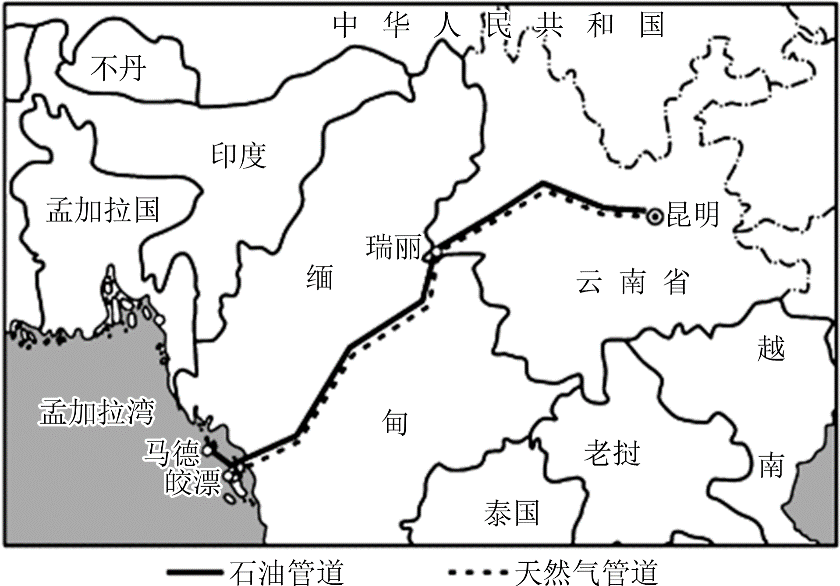 中华人民共和国
不丹
印度
孟加拉国
昆明
瑞丽
缅
云南省
越
孟加拉湾
甸
马德
老挝
皎漂
南
泰国
石油管道
天然气管道